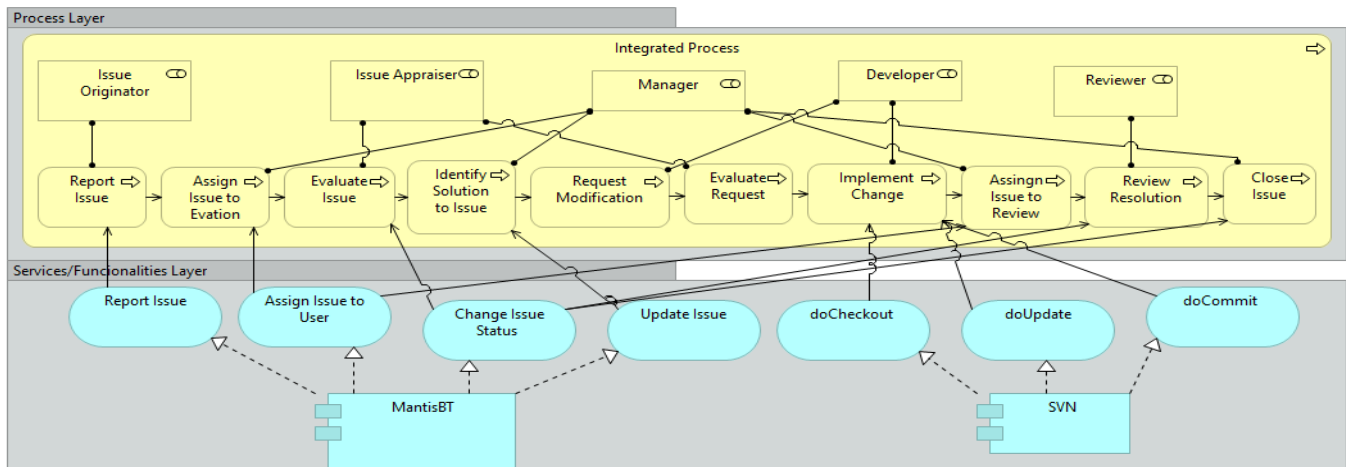 Process Layer
Integrated Process
Issue
Originator
Issue Appraiser
Manager
Developer
Reviewer
Report
Issue
Assign
Issue to
Evation
Evaluate
Issue
Identify
Solution
to Issue
Request
Modification
Evaluate
Request
Implement
Change
Assingn
Issue to
Review
Review
Resolution
Close
Issue
Services/Funcionalities Layer
Report Issue
Assign Issue to
User
Change Issue
Status
Update Issue
doCheckout
doUpdate
doCommit
MantisBT
SVN